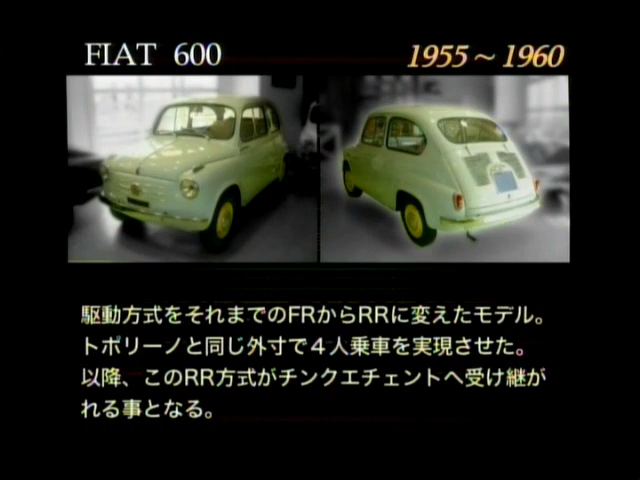 FIAT 600
1955～1960
駆動方式をそれまでのFRからRRに変えたモデル。
トポリーノと同じ外寸で４人乗車を実現させた。
以降、このRR方式がチンクエチェントへ受け継が
れる事となる。